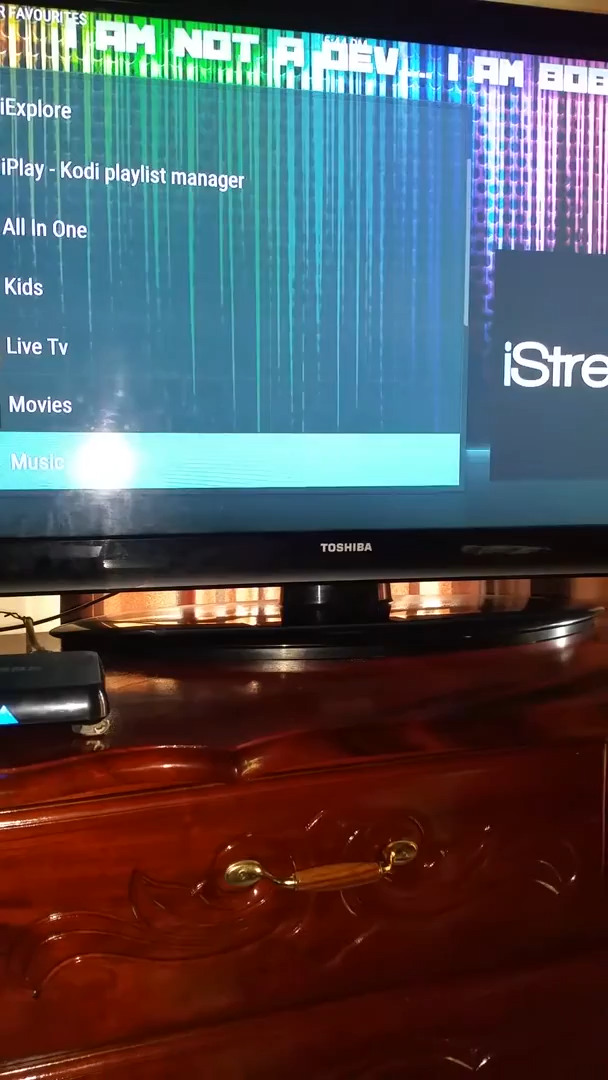 R FAVOURITES
I AM NOT A DEV... I AM BOB
iExplore
iPlay - Kodi playlist manager
All In One
Kids
Live Tv
Movies
Music
iStre
TOSHIBA